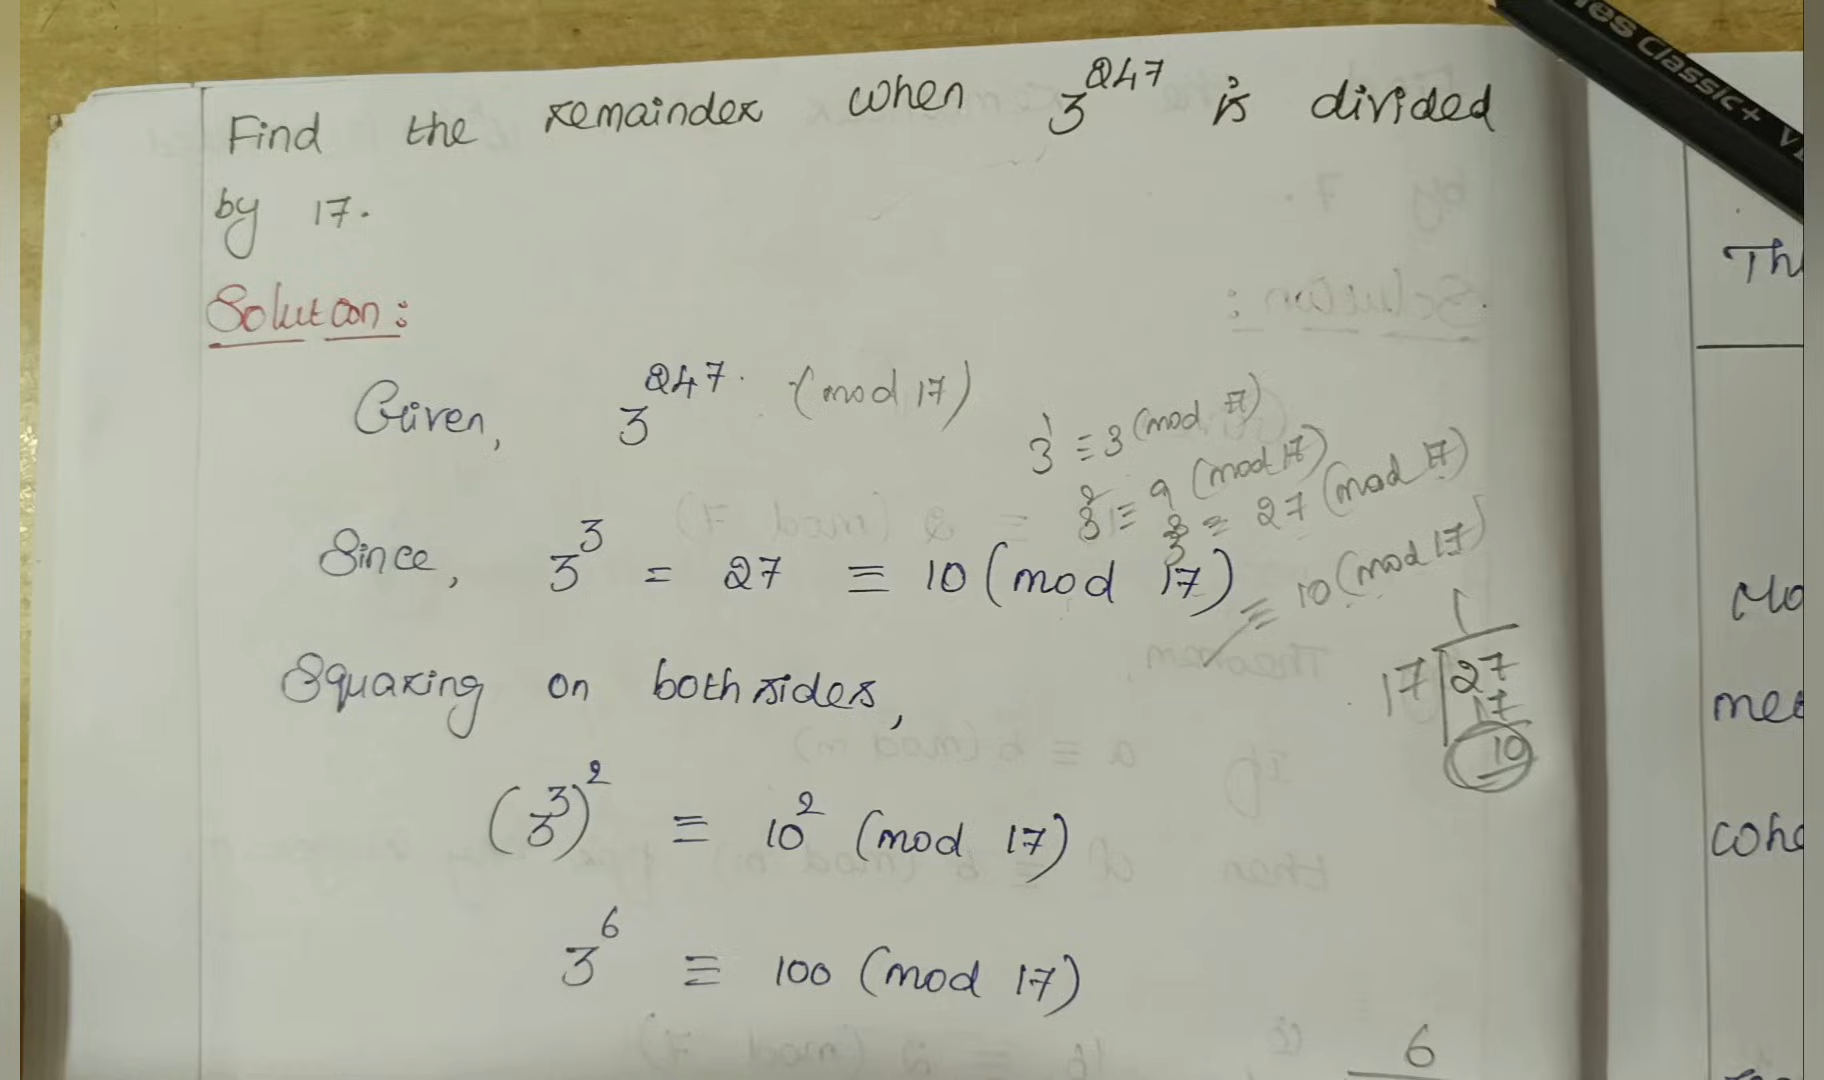 Find the remainder when 3^247 is divided
by 17.
Soluton:
Given, 3^247. (mod 17)
3^1 ≡ 3 (mod 17)
3^2 ≡ 9 (mod 17)
3^3 ≡ 27 (mod 17)
≡ 10 (mod 17)
Since, 3^3 = 27 ≡ 10 (mod 17)
1
17 27
17
10
Squaring on both sides,
(3^3)^2 ≡ 10^2 (mod 17)
3^6 ≡ 100 (mod 17)
6
Classic+